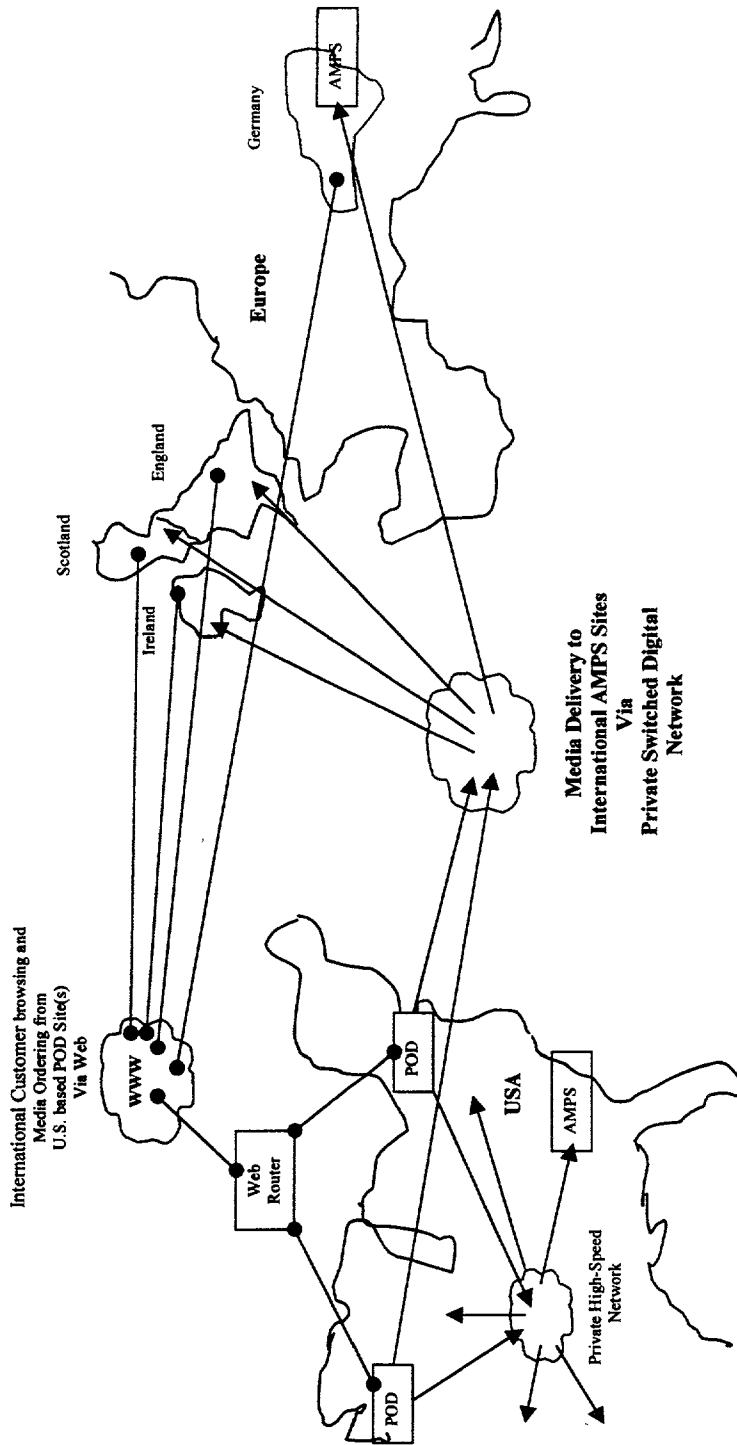 International Customer browsing and
Media Ordering from
U.S. based POD Site(s)
Via Web
WWW
Web
Router
POD
POD
USA
AMPS
Private High-Speed
Network
Scotland
Ireland
England
Europe
Germany
AMPS
Media Delivery to
International AMPS Sites
Via
Private Switched Digital
Network